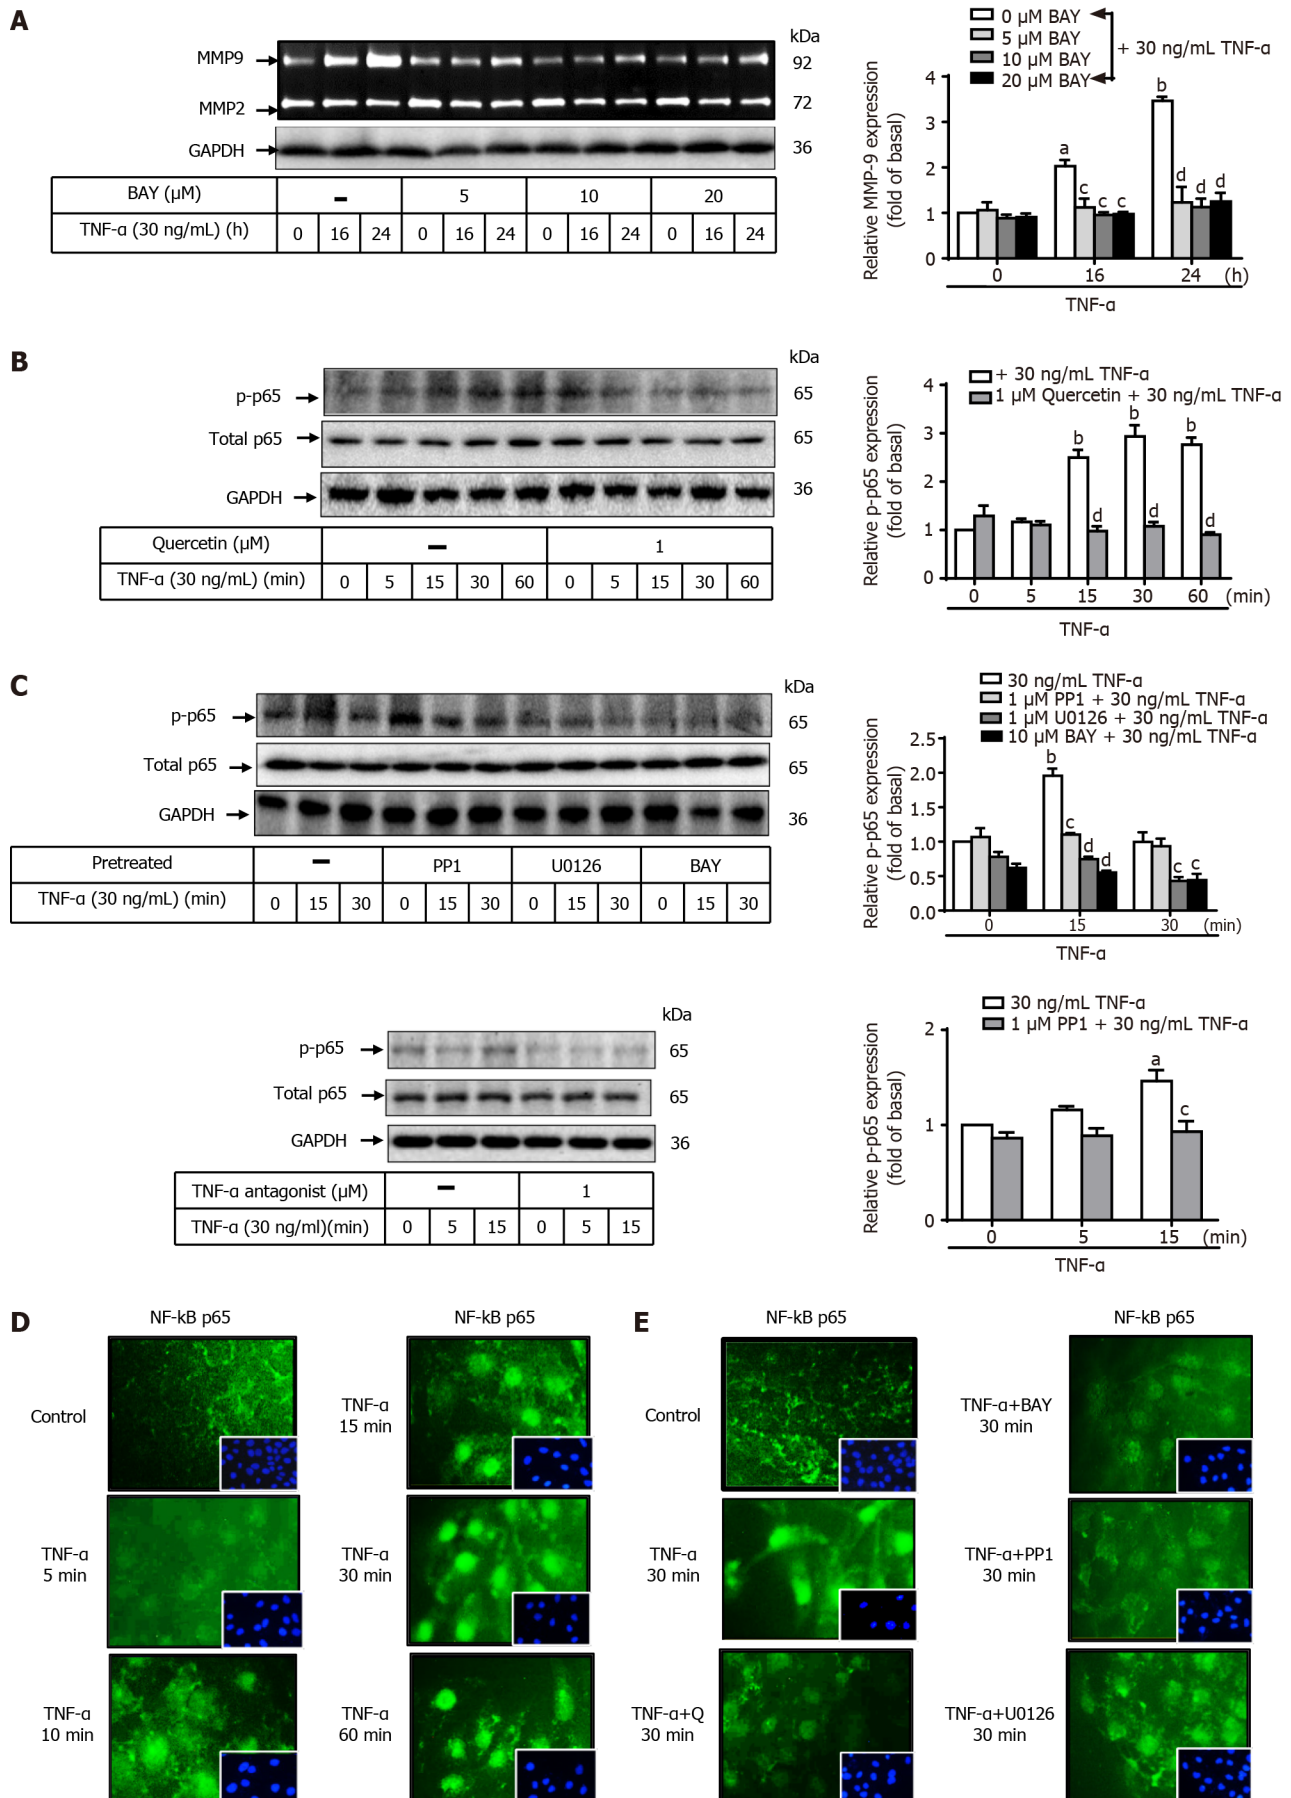 A
kDa
MMP9
92
MMP2
72
GAPDH
36
BAY (µM) – 5 10 20
TNF-ɑ (30 ng/mL) (h) 0 16 24 0 16 24 0 16 24 0 16 24
0 µM BAY
5 µM BAY
10 µM BAY
20 µM BAY
+ 30 ng/mL TNF-ɑ
Relative MMP-9 expression
(fold of basal)
4
3
2
1
0
a
c c c
b
d d d
0 16 24 (h)
TNF-ɑ
B
kDa
p-p65
65
Total p65
65
GAPDH
36
Quercetin (µM) – 1
TNF-ɑ (30 ng/mL) (min) 0 5 15 30 60 0 5 15 30 60
+ 30 ng/mL TNF-ɑ
1 µM Quercetin + 30 ng/mL TNF-ɑ
Relative p-p65 expression
(fold of basal)
4
3
2
1
0
b b b
d d d
0 5 15 30 60 (min)
TNF-ɑ
C
kDa
p-p65
65
Total p65
65
GAPDH
36
Pretreated – PP1 U0126 BAY
TNF-ɑ (30 ng/mL) (min) 0 15 30 0 15 30 0 15 30 0 15 30
30 ng/mL TNF-ɑ
1 µM PP1 + 30 ng/mL TNF-ɑ
1 µM U0126 + 30 ng/mL TNF-ɑ
10 µM BAY + 30 ng/mL TNF-ɑ
Relative p-p65 expression
(fold of basal)
2.5
2.0
1.5
1.0
0.5
0.0
b
c
d
d
c c
0 15 30 (min)
TNF-ɑ
kDa
p-p65
65
Total p65
65
GAPDH
36
TNF-ɑ antagonist (µM) – 1
TNF-ɑ (30 ng/ml)(min) 0 5 15 0 5 15
30 ng/mL TNF-ɑ
1 µM PP1 + 30 ng/mL TNF-ɑ
Relative p-p65 expression
(fold of basal)
2
1
0
a
c
0 5 15 (min)
TNF-ɑ
D
NF-kB p65
NF-kB p65
Control
TNF-ɑ
15 min
TNF-ɑ
5 min
TNF-ɑ
30 min
TNF-ɑ
10 min
TNF-ɑ
60 min
E
NF-kB p65
NF-kB p65
Control
TNF-ɑ+BAY
30 min
TNF-ɑ
30 min
TNF-ɑ+PP1
30 min
TNF-ɑ+Q
30 min
TNF-ɑ+U0126
30 min